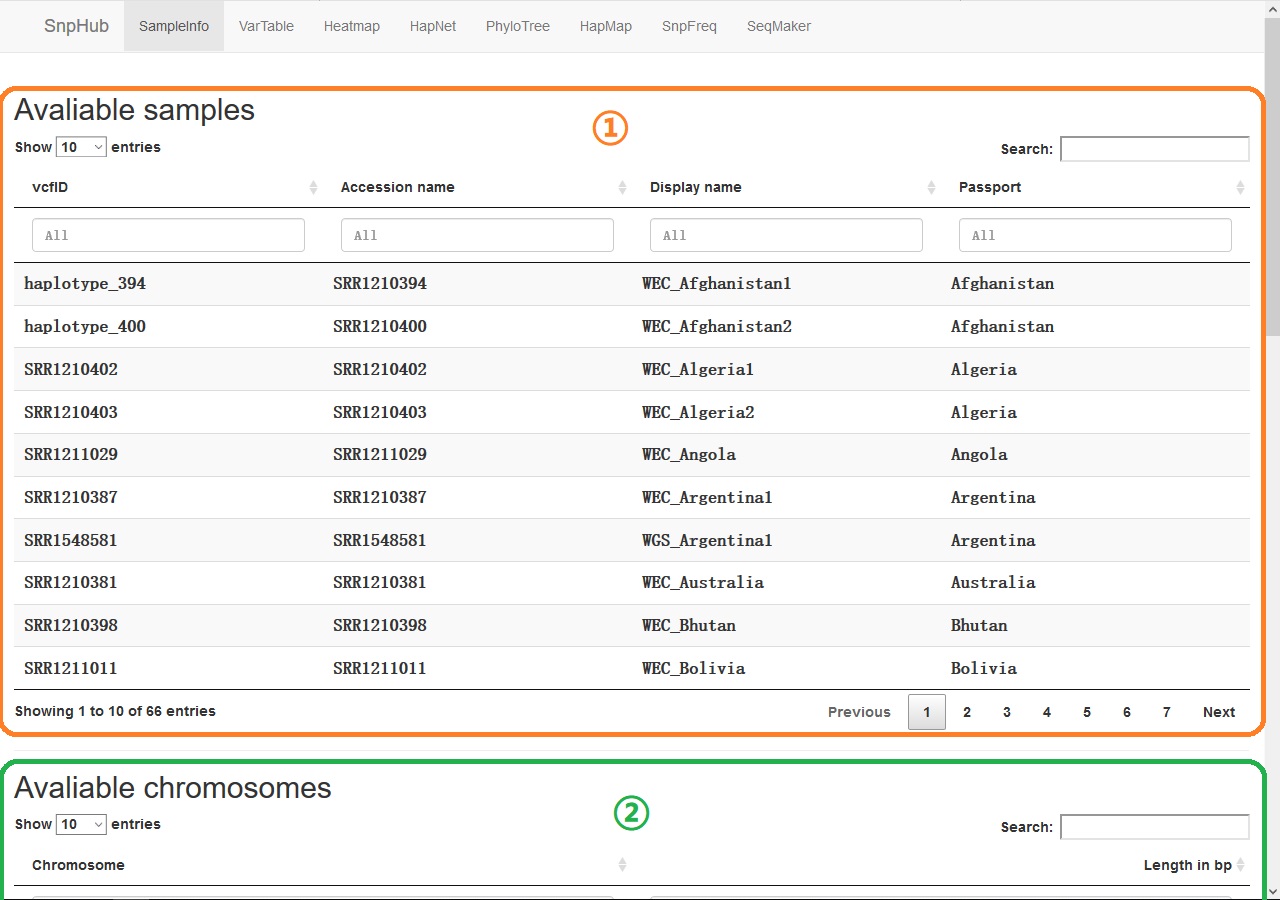 SnpHub SampleInfo VarTable Heatmap HapNet PhyloTree HapMap SnpFreq SeqMaker
Avaliable samples
①
Show 10 entries
Search:
vcfID Accession name Display name Passport
All All All All
haplotype_394 SRR1210394 WEC_Afghanistan1 Afghanistan
haplotype_400 SRR1210400 WEC_Afghanistan2 Afghanistan
SRR1210402 SRR1210402 WEC_Algeria1 Algeria
SRR1210403 SRR1210403 WEC_Algeria2 Algeria
SRR1211029 SRR1211029 WEC_Angola Angola
SRR1210387 SRR1210387 WEC_Argentina1 Argentina
SRR1548581 SRR1548581 WGS_Argentina1 Argentina
SRR1210381 SRR1210381 WEC_Australia Australia
SRR1210398 SRR1210398 WEC_Bhutan Bhutan
SRR1211011 SRR1211011 WEC_Bolivia Bolivia
Showing 1 to 10 of 66 entries Previous 1 2 3 4 5 6 7 Next
Avaliable chromosomes
②
Show 10 entries
Search:
Chromosome Length in bp